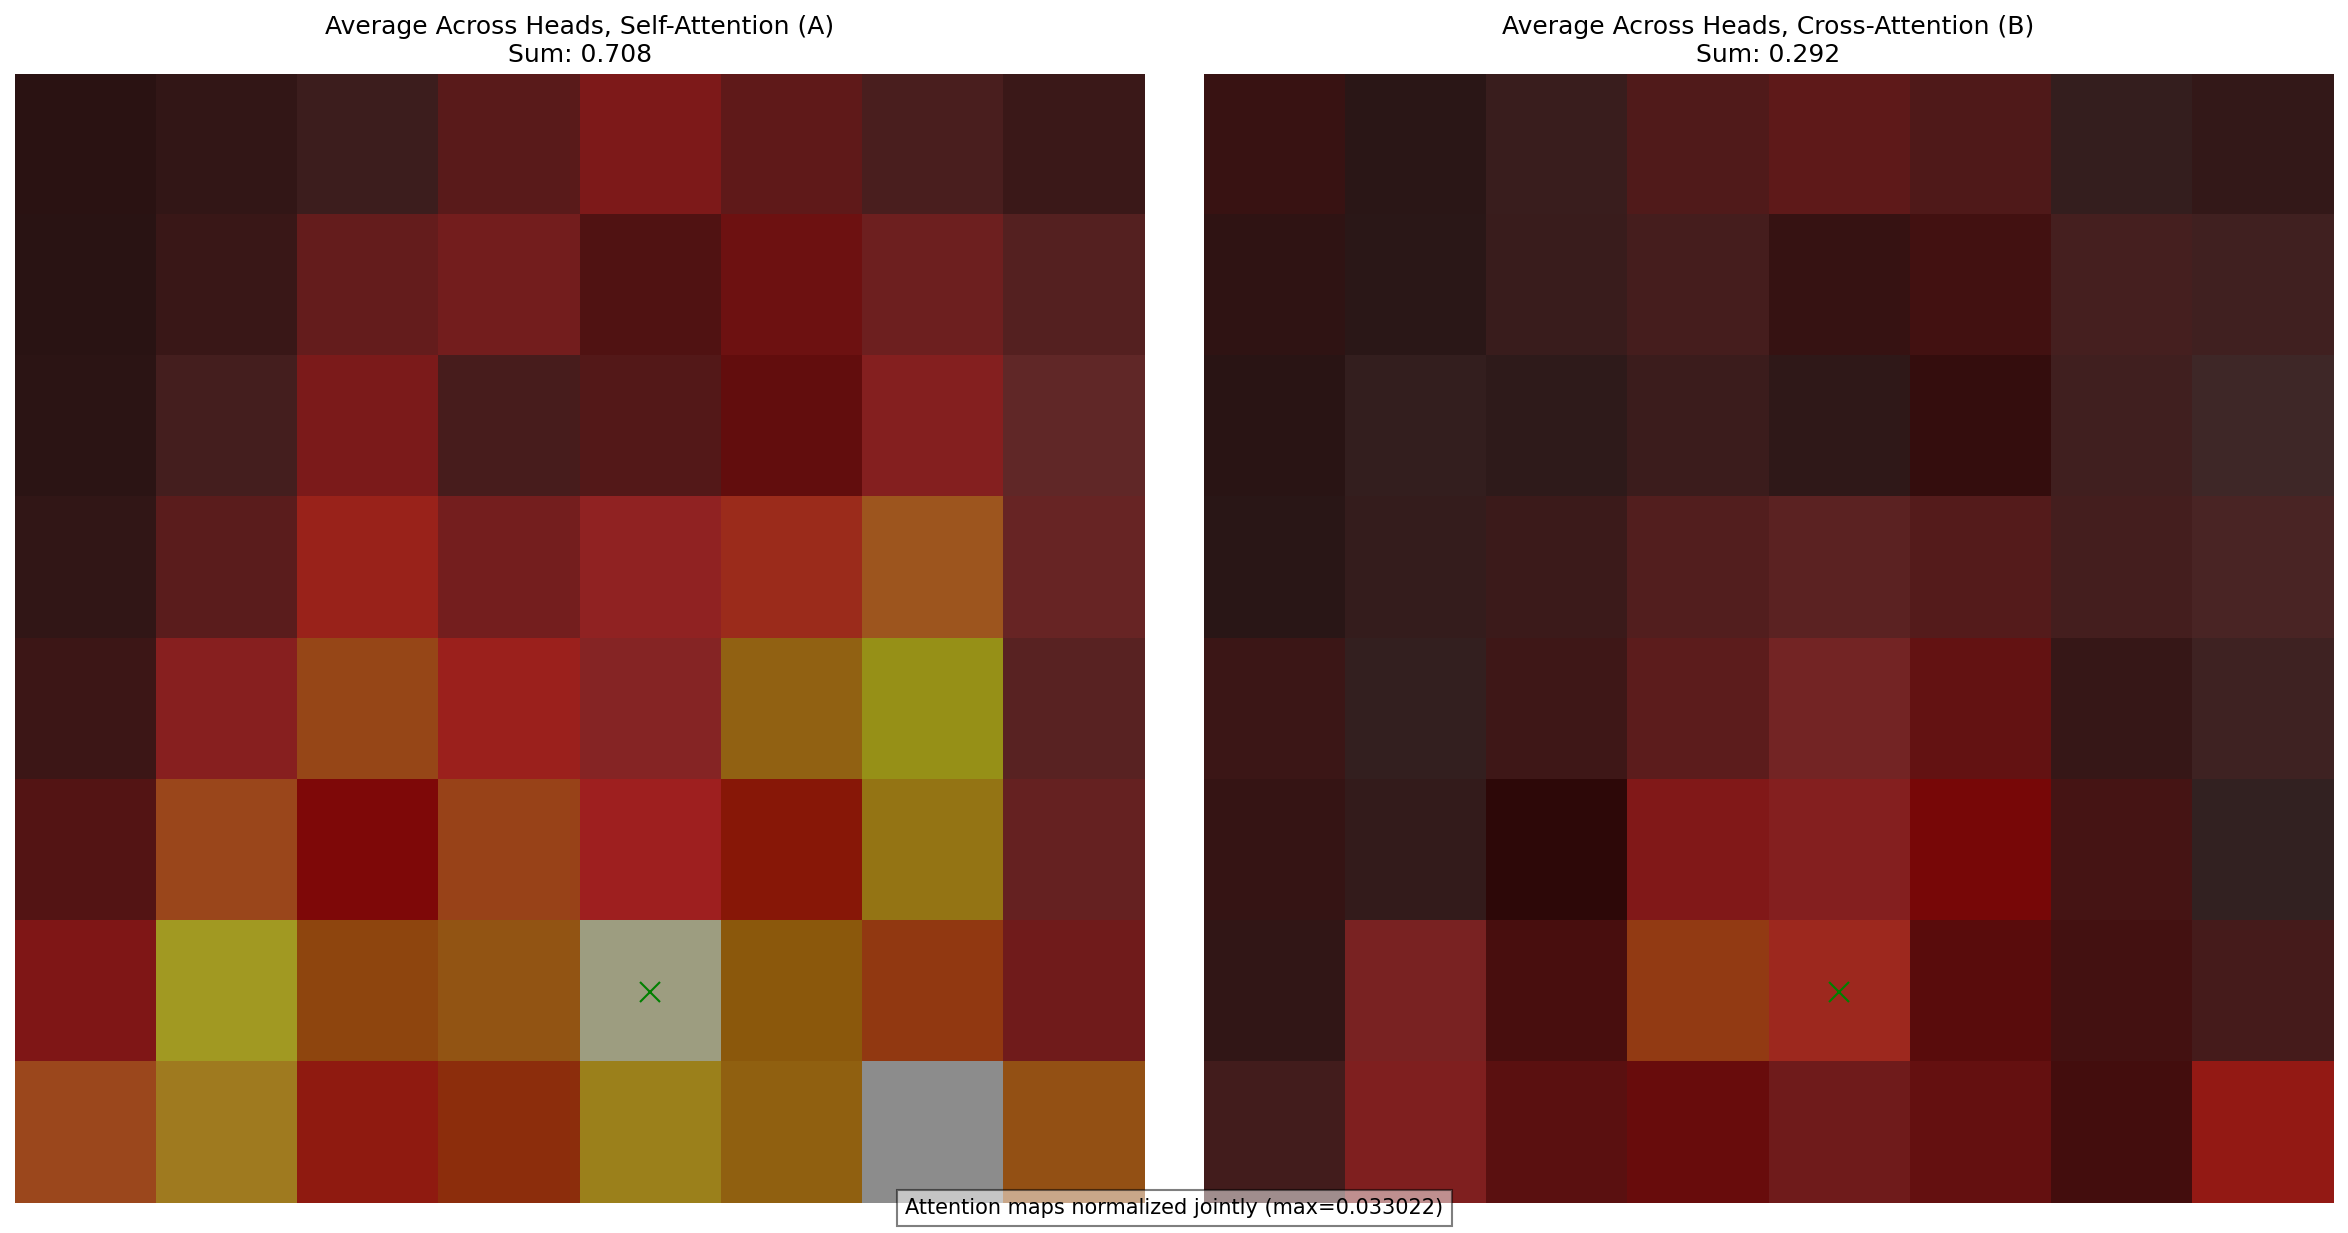 Average Across Heads, Self-Attention (A)
Sum: 0.708
Average Across Heads, Cross-Attention (B)
Sum: 0.292
Attention maps normalized jointly (max=0.033022)